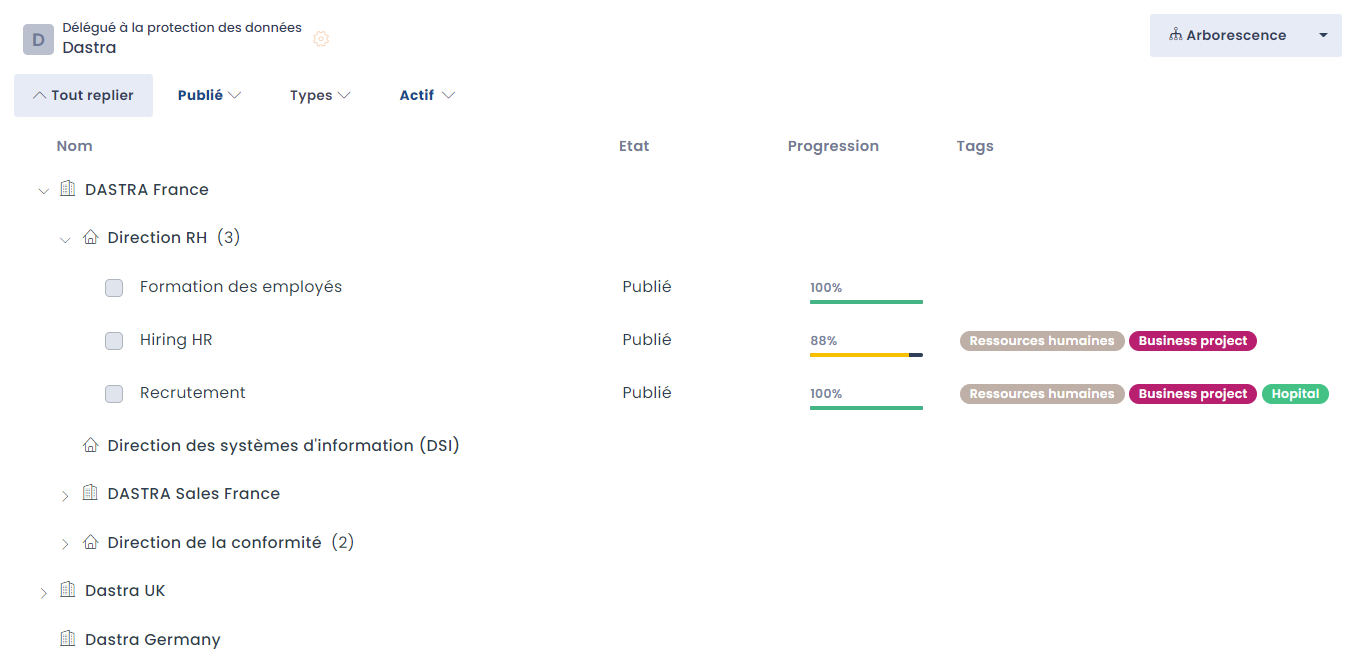 D
Délégué à la protection des données
Dastra
Arborescence
Tout replier Publié Types Actif
Nom Etat Progression Tags
DASTRA France
Direction RH (3)
Formation des employés Publié 100%
Hiring HR Publié 88% Ressources humaines Business project
Recrutement Publié 100% Ressources humaines Business project Hopital
Direction des systèmes d'information (DSI)
DASTRA Sales France
Direction de la conformité (2)
Dastra UK
Dastra Germany